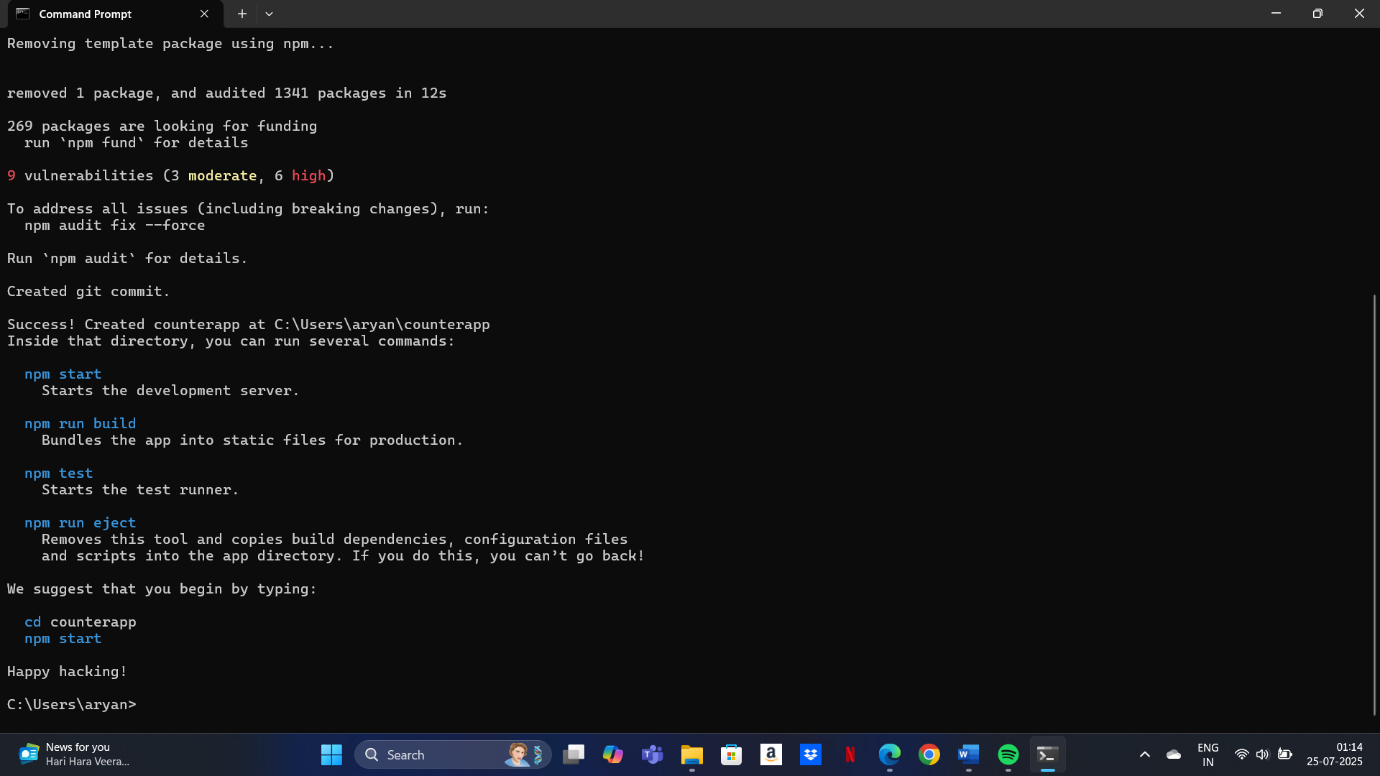 Command Prompt
Removing template package using npm...
removed 1 package, and audited 1341 packages in 12s
269 packages are looking for funding
run `npm fund` for details
9 vulnerabilities (3 moderate, 6 high)
To address all issues (including breaking changes), run:
npm audit fix --force
Run `npm audit` for details.
Created git commit.
Success! Created counterapp at C:\Users\aryan\counterapp
Inside that directory, you can run several commands:
npm start
Starts the development server.
npm run build
Bundles the app into static files for production.
npm test
Starts the test runner.
npm run eject
Removes this tool and copies build dependencies, configuration files
and scripts into the app directory. If you do this, you can’t go back!
We suggest that you begin by typing:
cd counterapp
npm start
Happy hacking!
C:\Users\aryan>
News for you
Hari Hara Veera...
Search
ENG
IN
01:14
25-07-2025